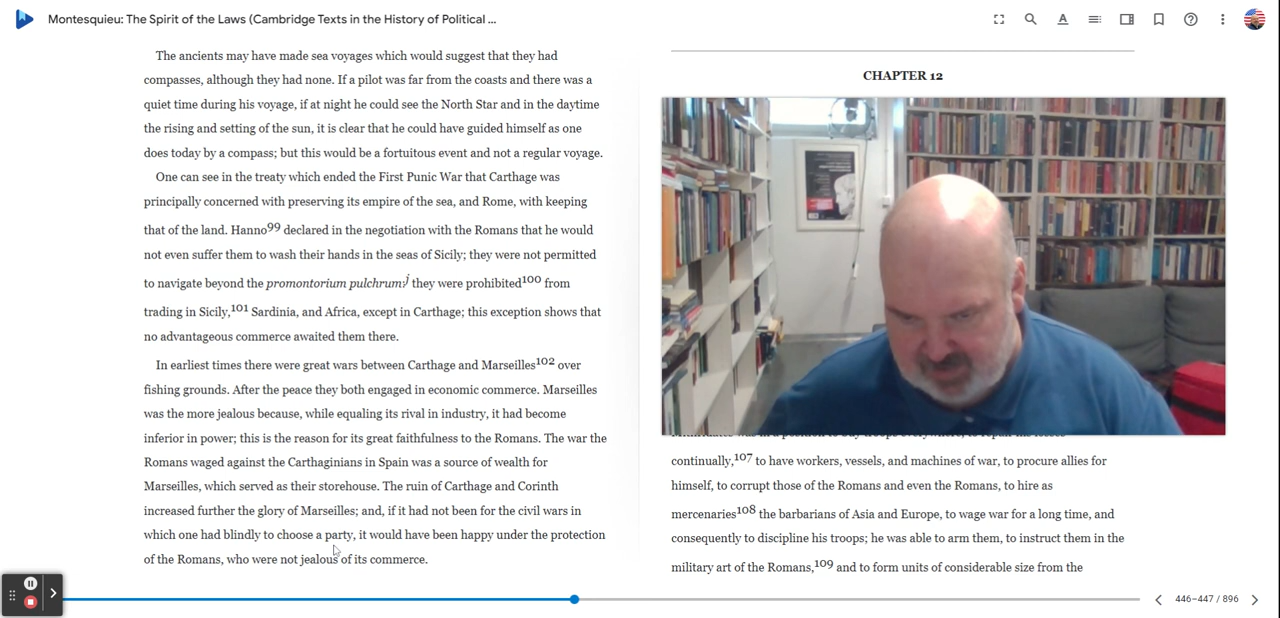 Montesquieu: The Spirit of the Laws (Cambridge Texts in the History of Political ...
The ancients may have made sea voyages which would suggest that they had
compasses, although they had none. If a pilot was far from the coasts and there was a
quiet time during his voyage, if at night he could see the North Star and in the daytime
the rising and setting of the sun, it is clear that he could have guided himself as one
does today by a compass; but this would be a fortuitous event and not a regular voyage.
One can see in the treaty which ended the First Punic War that Carthage was
principally concerned with preserving its empire of the sea, and Rome, with keeping
that of the land. Hanno99 declared in the negotiation with the Romans that he would
not even suffer them to wash their hands in the seas of Sicily; they were not permitted
to navigate beyond the promontorium pulchrum;j they were prohibited100 from
trading in Sicily,101 Sardinia, and Africa, except in Carthage; this exception shows that
no advantageous commerce awaited them there.
In earliest times there were great wars between Carthage and Marseilles102 over
fishing grounds. After the peace they both engaged in economic commerce. Marseilles
was the more jealous because, while equaling its rival in industry, it had become
inferior in power; this is the reason for its great faithfulness to the Romans. The war the
Romans waged against the Carthaginians in Spain was a source of wealth for
Marseilles, which served as their storehouse. The ruin of Carthage and Corinth
increased further the glory of Marseilles; and, if it had not been for the civil wars in
which one had blindly to choose a party, it would have been happy under the protection
of the Romans, who were not jealous of its commerce.
CHAPTER 12
continually,107 to have workers, vessels, and machines of war, to procure allies for
himself, to corrupt those of the Romans and even the Romans, to hire as
mercenaries108 the barbarians of Asia and Europe, to wage war for a long time, and
consequently to discipline his troops; he was able to arm them, to instruct them in the
military art of the Romans,109 and to form units of considerable size from the
446-447 / 896